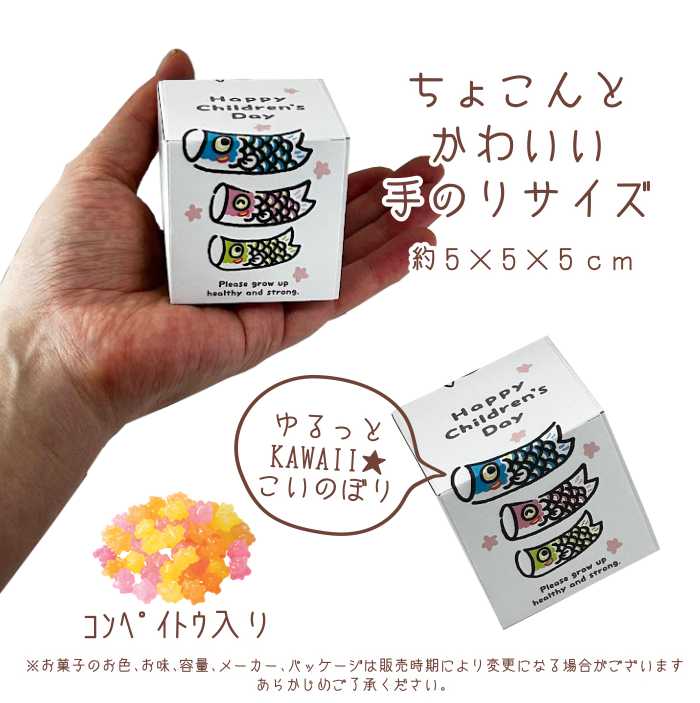 Happy
Children's
Day
Please grow up
healthy and strong.
ちょこんと
かわいい
手のりサイズ
約5×5×5cm
ゆるっと
KAWAII★
こいのぼり
Happy
Children's
Day
Please grow up
healthy and strong.
ｺﾝﾍﾟｲﾄｳ入り
※お菓子のお色、お味、容量、メーカー、パッケージは販売時期により変更になる場合がございます
あらかじめご了承ください。